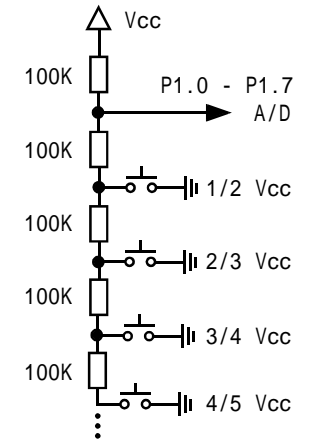 Vcc
100K
P1.0 - P1.7
A/D
100K
1/2 Vcc
100K
2/3 Vcc
100K
3/4 Vcc
100K
4/5 Vcc